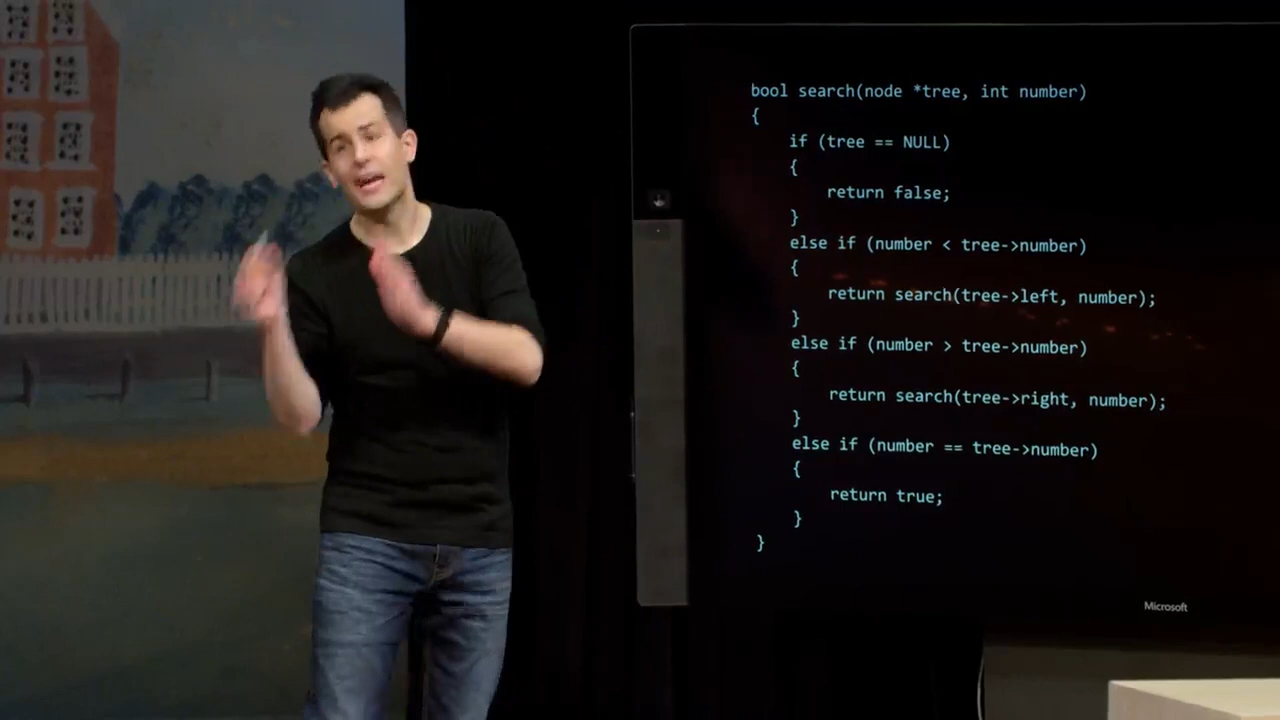 bool search(node *tree, int number)
{
    if (tree == NULL)
    {
        return false;
    }
    else if (number < tree->number)
    {
        return search(tree->left, number);
    }
    else if (number > tree->number)
    {
        return search(tree->right, number);
    }
    else if (number == tree->number)
    {
        return true;
    }
}
Microsoft